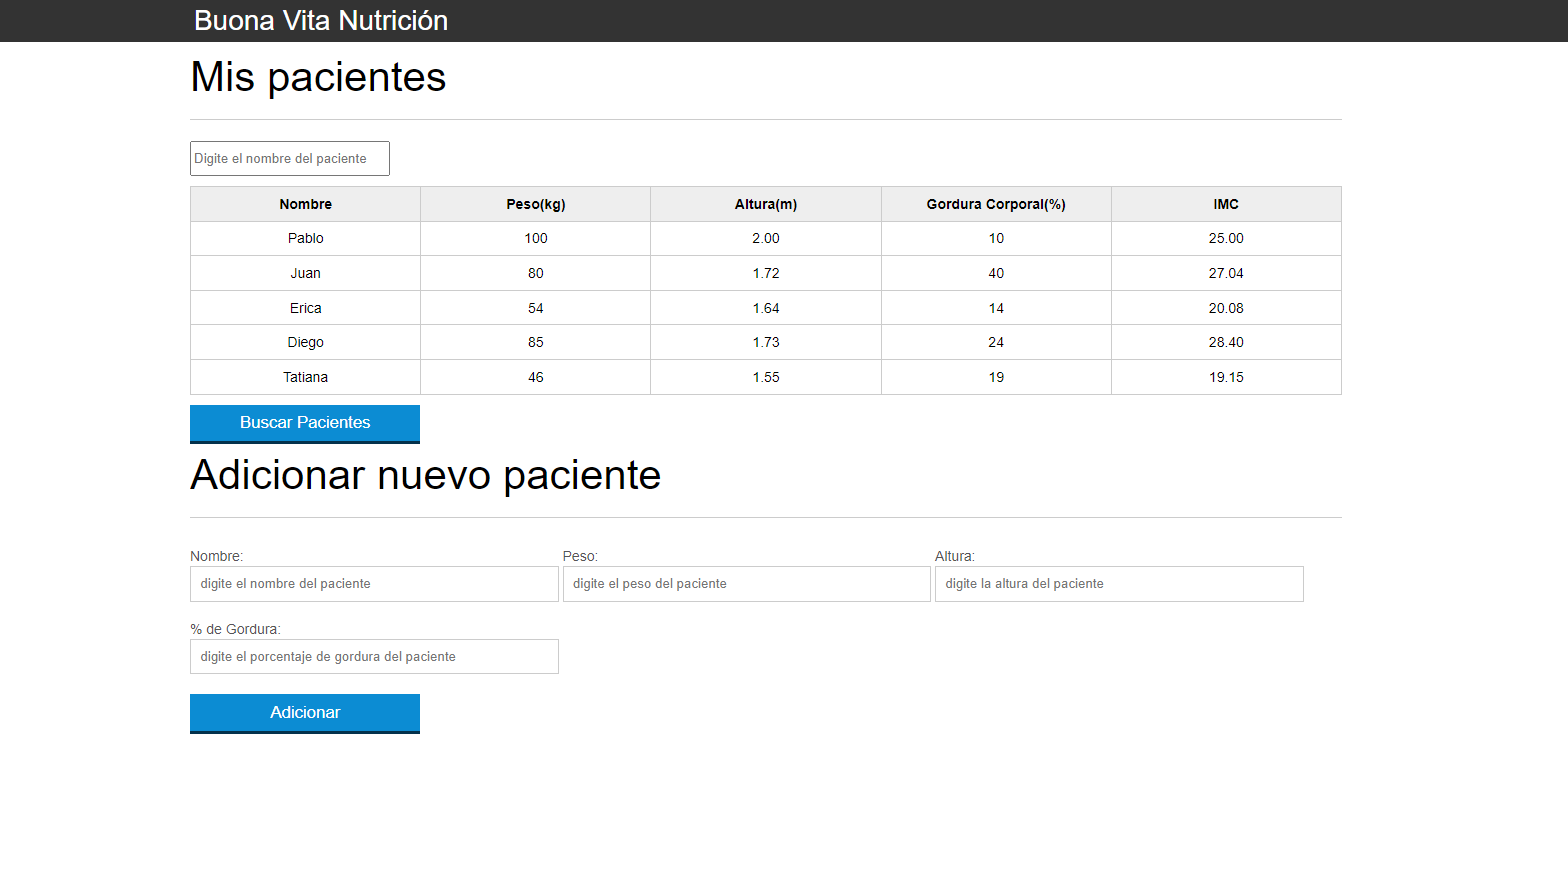 Buona Vita Nutrición
Mis pacientes
Digite el nombre del paciente
Nombre Peso(kg) Altura(m) Gordura Corporal(%) IMC
Pablo 100 2.00 10 25.00
Juan 80 1.72 40 27.04
Erica 54 1.64 14 20.08
Diego 85 1.73 24 28.40
Tatiana 46 1.55 19 19.15
Buscar Pacientes
Adicionar nuevo paciente
Nombre: Peso: Altura:
digite el nombre del paciente digite el peso del paciente digite la altura del paciente
% de Gordura:
digite el porcentaje de gordura del paciente
Adicionar